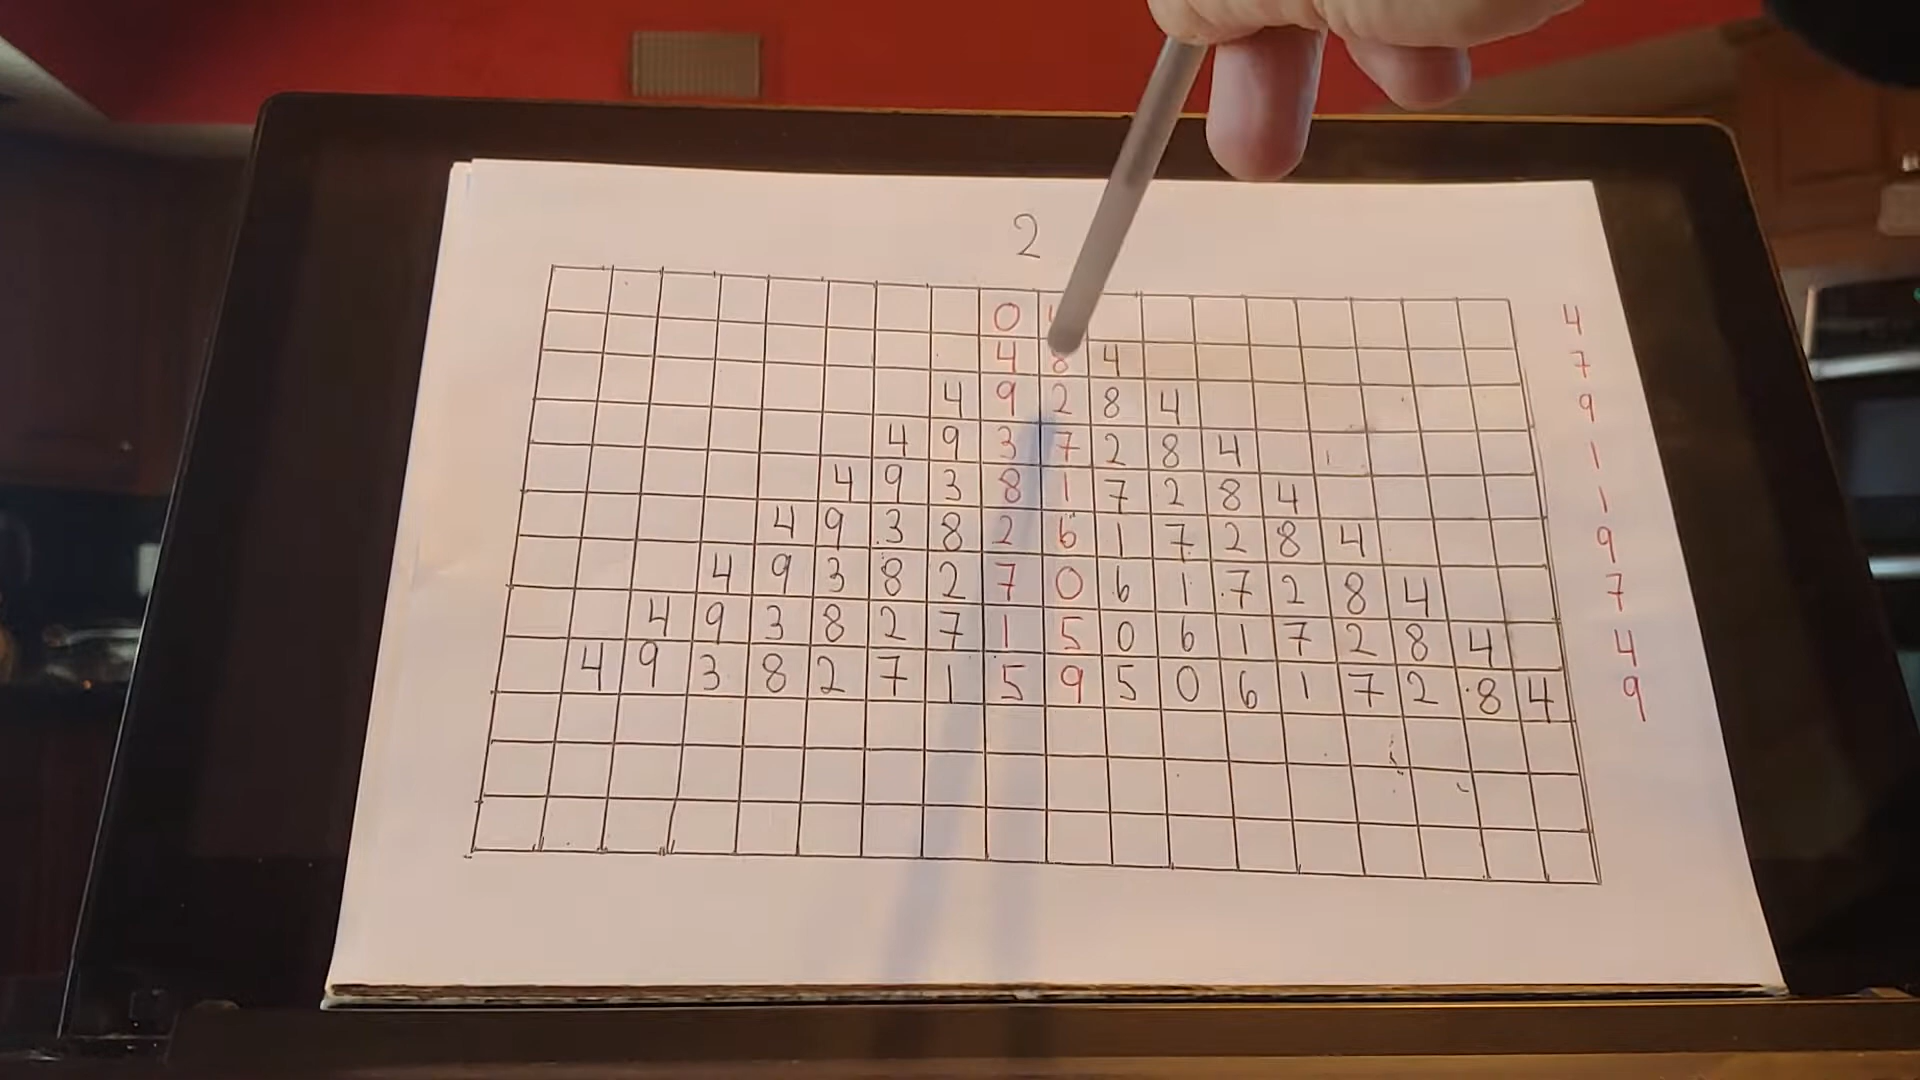 2
0 4
4 8 4 7
4 9 2 8 4 9
4 9 3 7 2 8 4 1
4 9 3 8 1 7 2 8 4 1
4 9 3 8 2 6 1 7 2 8 4 9
4 9 3 8 2 7 0 6 1 7 2 8 4 7
4 9 3 8 2 7 1 5 0 6 1 7 2 8 4 4
4 9 3 8 2 7 1 5 9 5 0 6 1 7 2 8 4 9